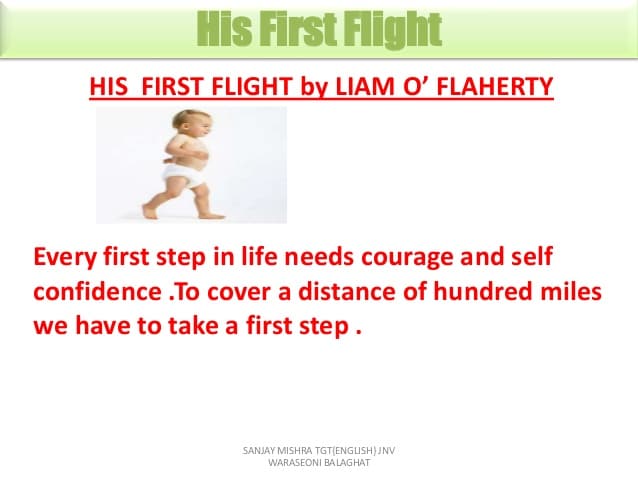 His First Flight
HIS FIRST FLIGHT by LIAM O’ FLAHERTY
Every first step in life needs courage and self
confidence .To cover a distance of hundred miles
we have to take a first step .
SANJAY MISHRA TGT(ENGLISH) JNV
WARASEONI BALAGHAT